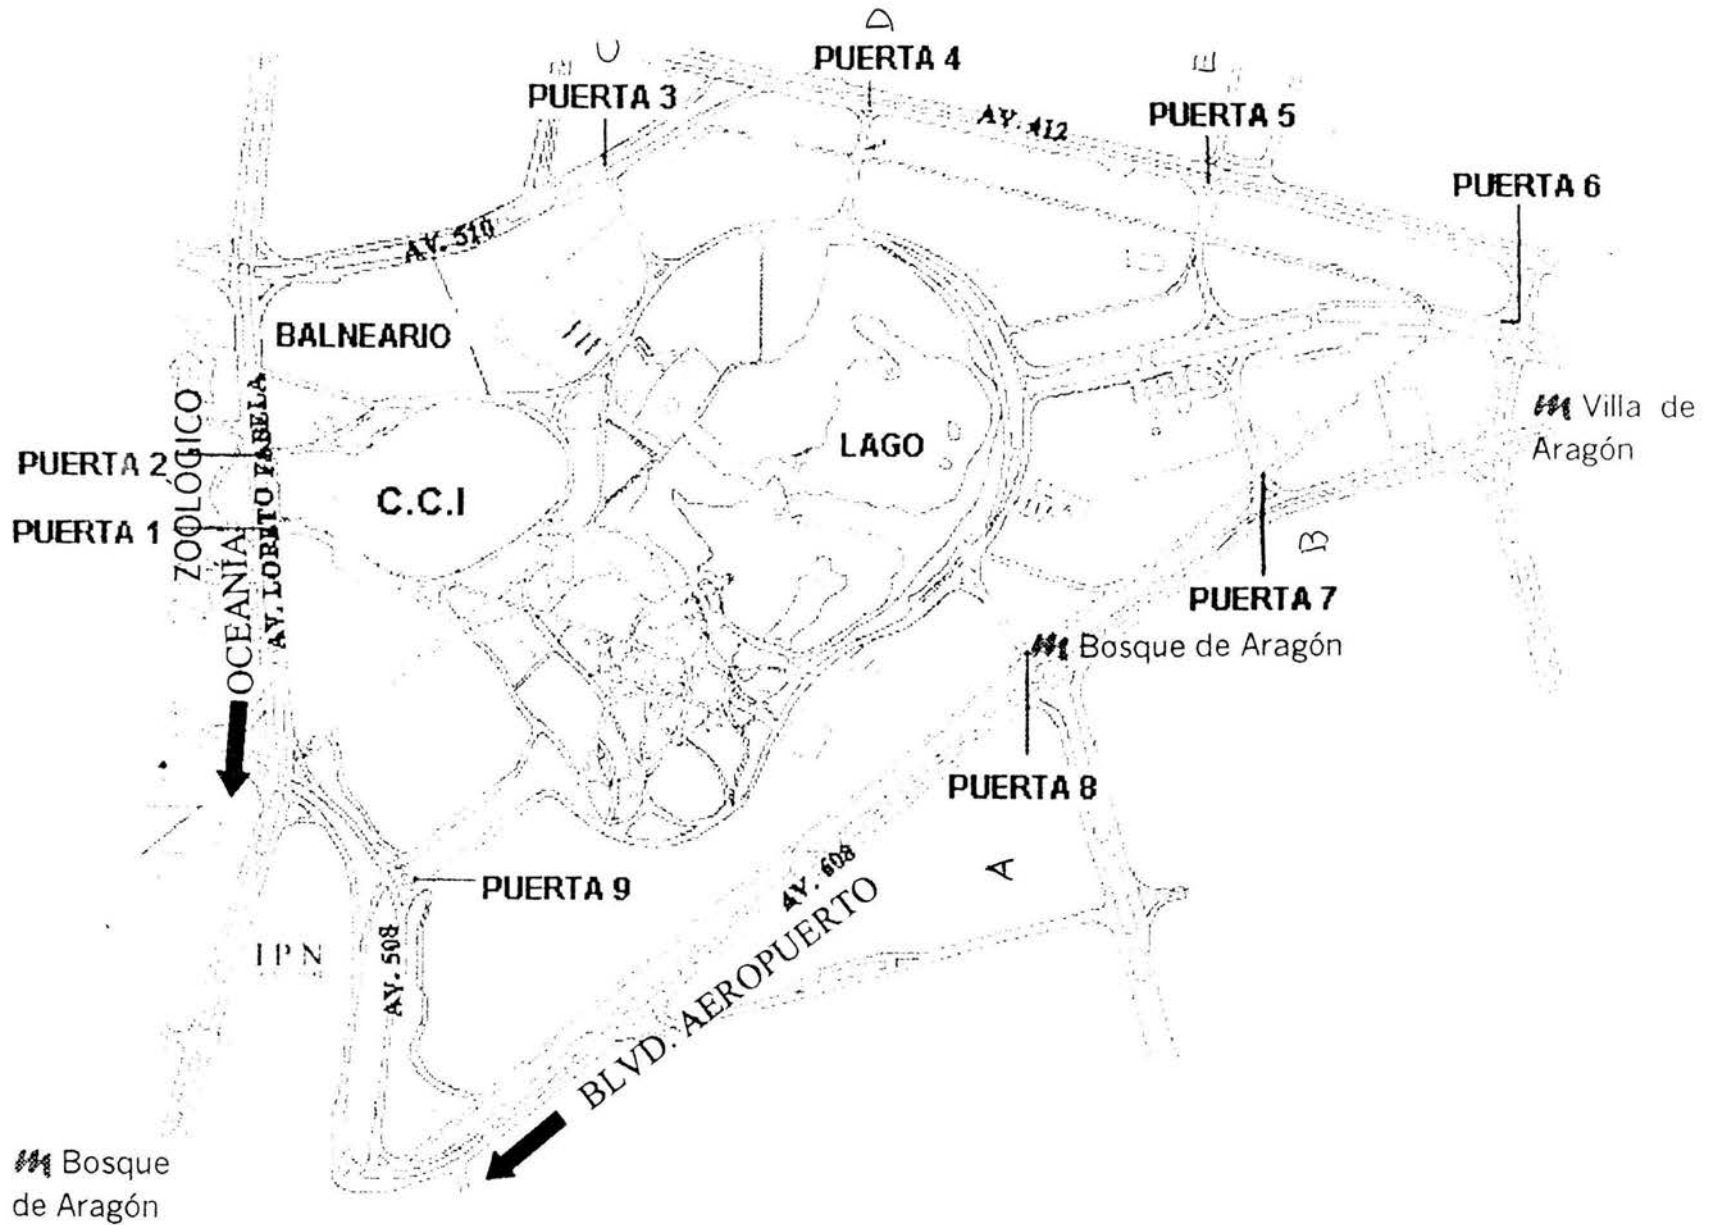 D
C
PUERTA 4
E
PUERTA 3
AV. 412
PUERTA 5
PUERTA 6
AV. 510
BALNEARIO
ZOOLÓGICO
AV. LORETO FABELA
Villa de
Aragón
LAGO
PUERTA 2
C.C.I
PUERTA 1
B
OCEANÍA
PUERTA 7
Bosque de Aragón
PUERTA 8
AV. 608
A
PUERTA 9
IPN
AV. 508
BLVD. AEROPUERTO
Bosque
de Aragón